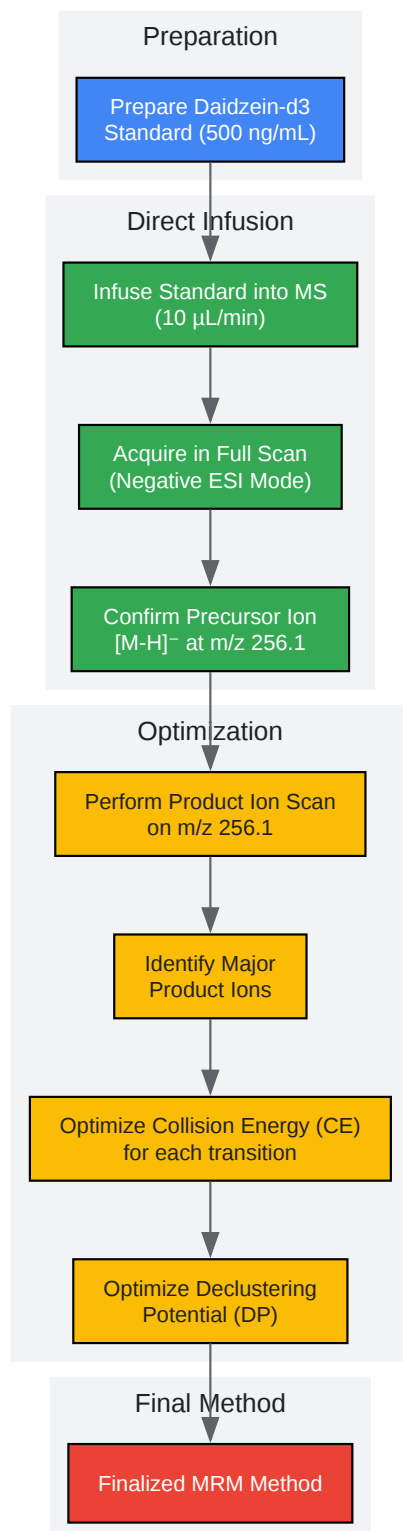 Preparation
Prepare Daidzein-d3
Standard (500 ng/mL)
Direct Infusion
Infuse Standard into MS
(10 µL/min)
Acquire in Full Scan
(Negative ESI Mode)
Confirm Precursor Ion
[M-H]⁻ at m/z 256.1
Optimization
Perform Product Ion Scan
on m/z 256.1
Identify Major
Product Ions
Optimize Collision Energy (CE)
for each transition
Optimize Declustering
Potential (DP)
Final Method
Finalized MRM Method